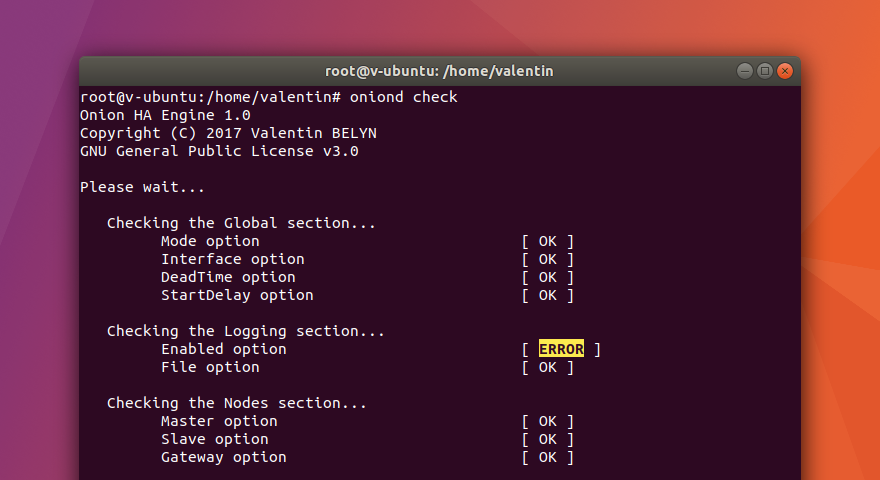 root@v-ubuntu: /home/valentin
root@v-ubuntu:/home/valentin# oniond check
Onion HA Engine 1.0
Copyright (C) 2017 Valentin BELYN
GNU General Public License v3.0
Please wait...
Checking the Global section...
Mode option [ OK ]
Interface option [ OK ]
DeadTime option [ OK ]
StartDelay option [ OK ]
Checking the Logging section...
Enabled option [ ERROR ]
File option [ OK ]
Checking the Nodes section...
Master option [ OK ]
Slave option [ OK ]
Gateway option [ OK ]